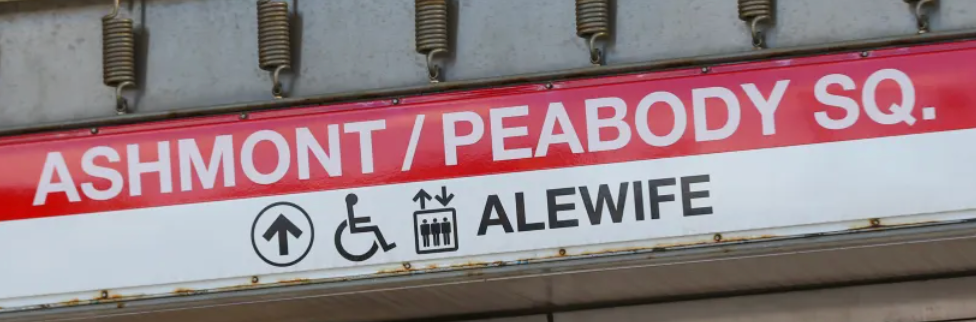 ASHMONT / PEABODY SQ.
ALEWIFE